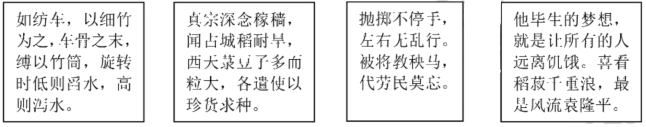 如纺车，以细竹
为之，车骨之末，
缚以竹筒，旋转
时低则舀水，高
则泻水。
真宗深念稼穑，
闻占城稻耐旱，
西天菉豆子多而
粒大，各遣使以
珍货求种。
抛掷不停手，
左右无乱行。
被将教秧马，
代劳民莫忘。
他毕生的梦想，
就是让所有的人
远离饥饿。喜看
稻菽千重浪，最
是风流袁隆平。